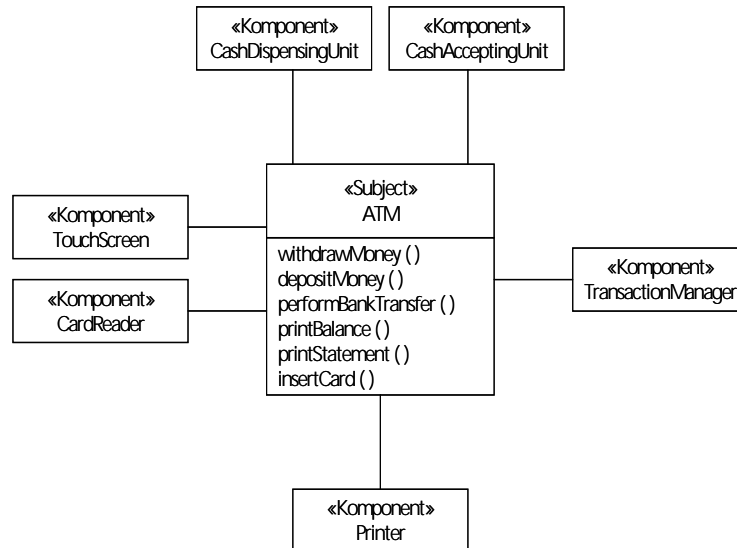 «Komponent»
CashDispensingUnit
«Komponent»
CashAcceptingUnit
«Subject»
ATM
«Komponent»
TouchScreen
withdrawMoney ( )
depositMoney ( )
performBankTransfer ( )
printBalance ( )
printStatement ( )
insertCard ( )
«Komponent»
TransactionManager
«Komponent»
CardReader
«Komponent»
Printer